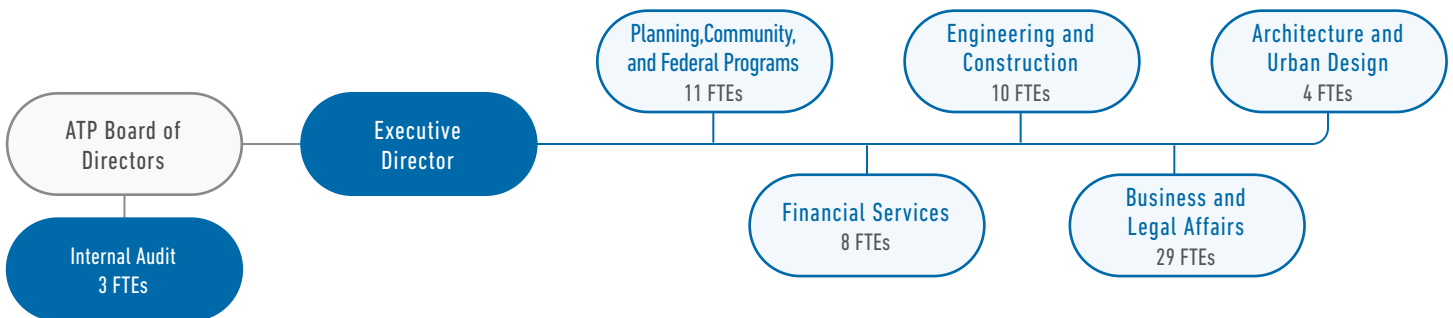 ATP Board of
Directors
Internal Audit
3 FTEs
Executive
Director
Planning,Community,
and Federal Programs
11 FTEs
Engineering and
Construction
10 FTEs
Architecture and
Urban Design
4 FTEs
Financial Services
8 FTEs
Business and
Legal Affairs
29 FTEs